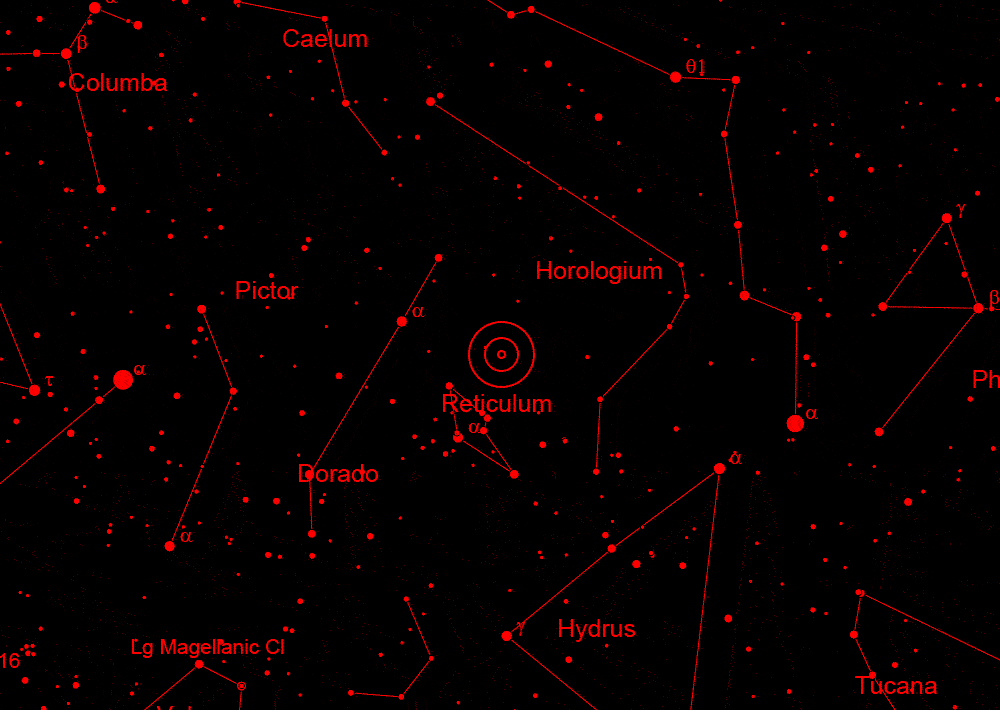 α
Caelum
β
θ1
Columba
γ
Horologium
Pictor
β
α
α
τ
Ph
Reticulum
α
α
α
Dorado
α
α
γ
Hydrus
Lg Magellanic Cl
16
Tucana